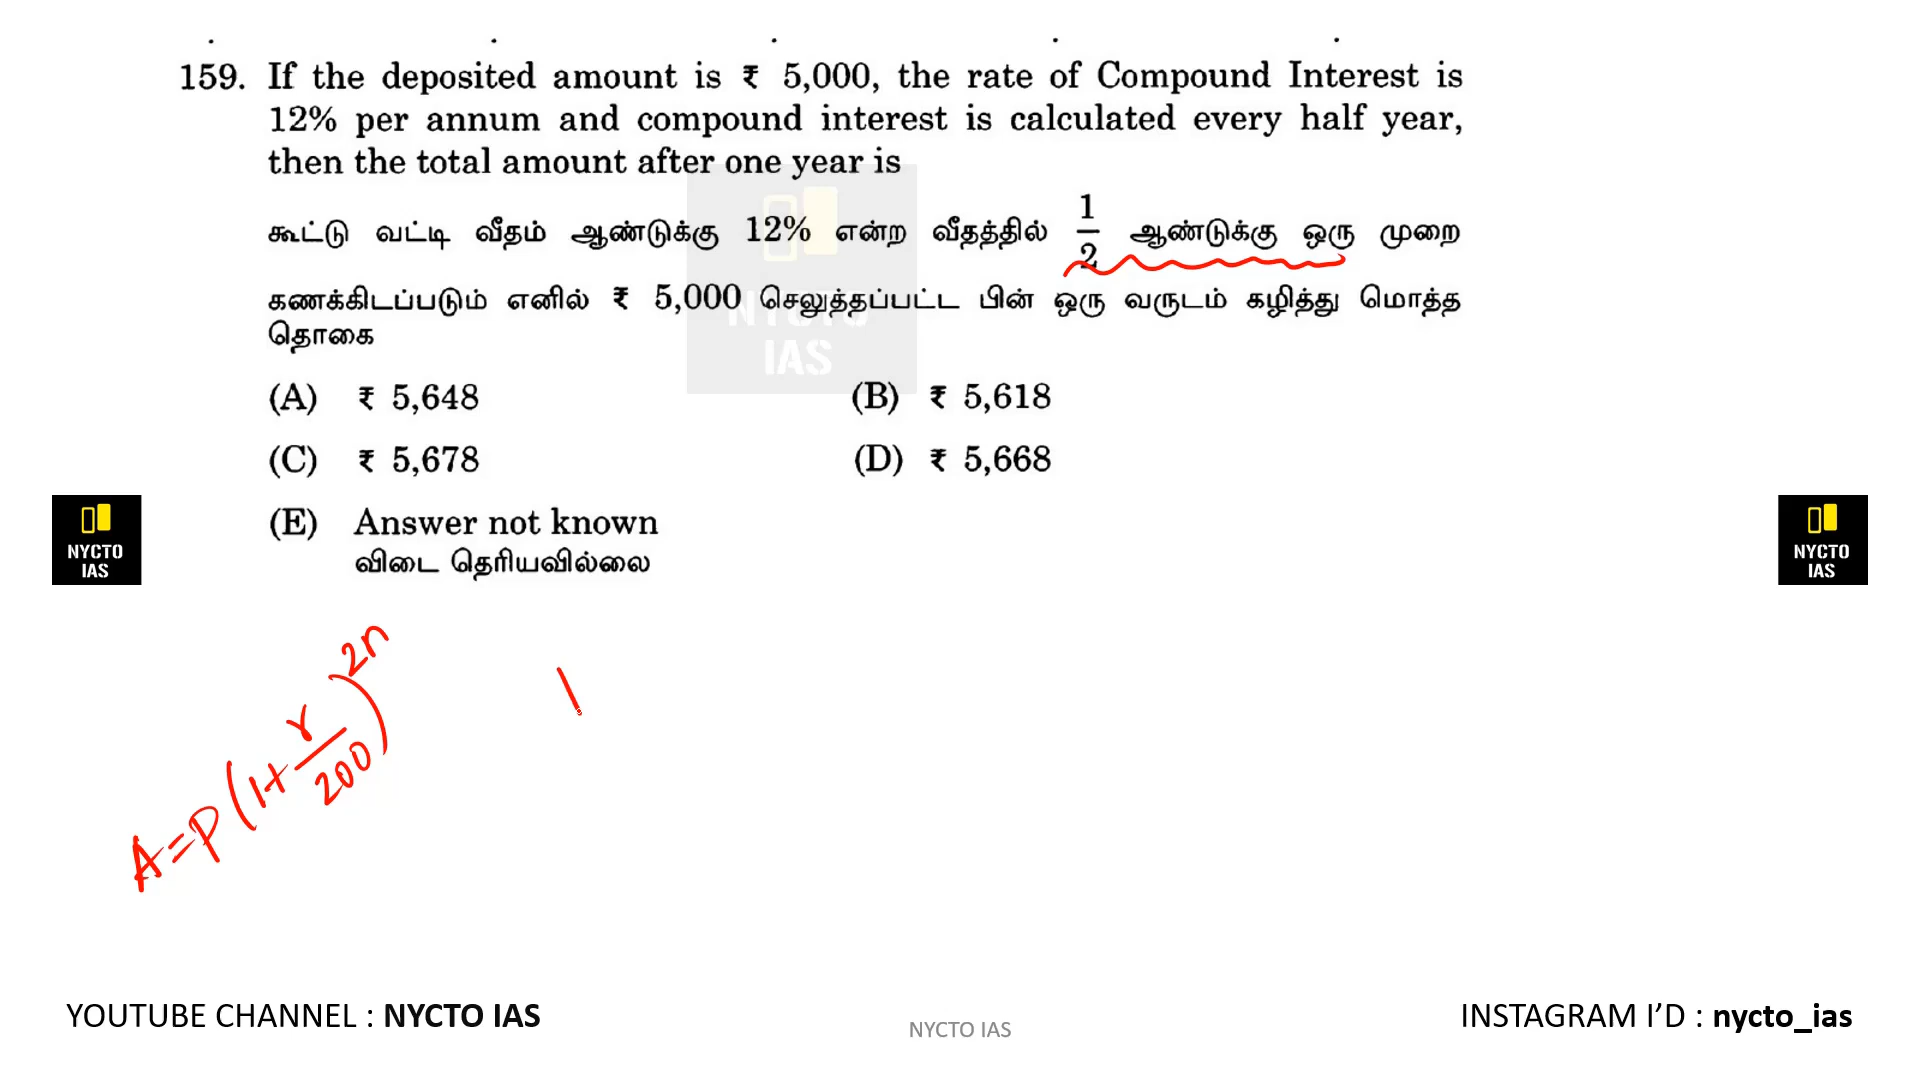 159. If the deposited amount is ₹ 5,000, the rate of Compound Interest is
12% per annum and compound interest is calculated every half year,
then the total amount after one year is
கூட்டு வட்டி வீதம் ஆண்டுக்கு 12% என்ற வீதத்தில் 1/2 ஆண்டுக்கு ஒரு முறை
கணக்கிடப்படும் எனில் ₹ 5,000 செலுத்தப்பட்ட பின் ஒரு வருடம் கழித்து மொத்த
தொகை
NYCTO
IAS
(A) ₹ 5,648 (B) ₹ 5,618
(C) ₹ 5,678 (D) ₹ 5,668
(E) Answer not known
விடை தெரியவில்லை
NYCTO
IAS
NYCTO
IAS
A=P(1+r/200)^2n
YOUTUBE CHANNEL : NYCTO IAS
NYCTO IAS
INSTAGRAM I’D : nycto_ias